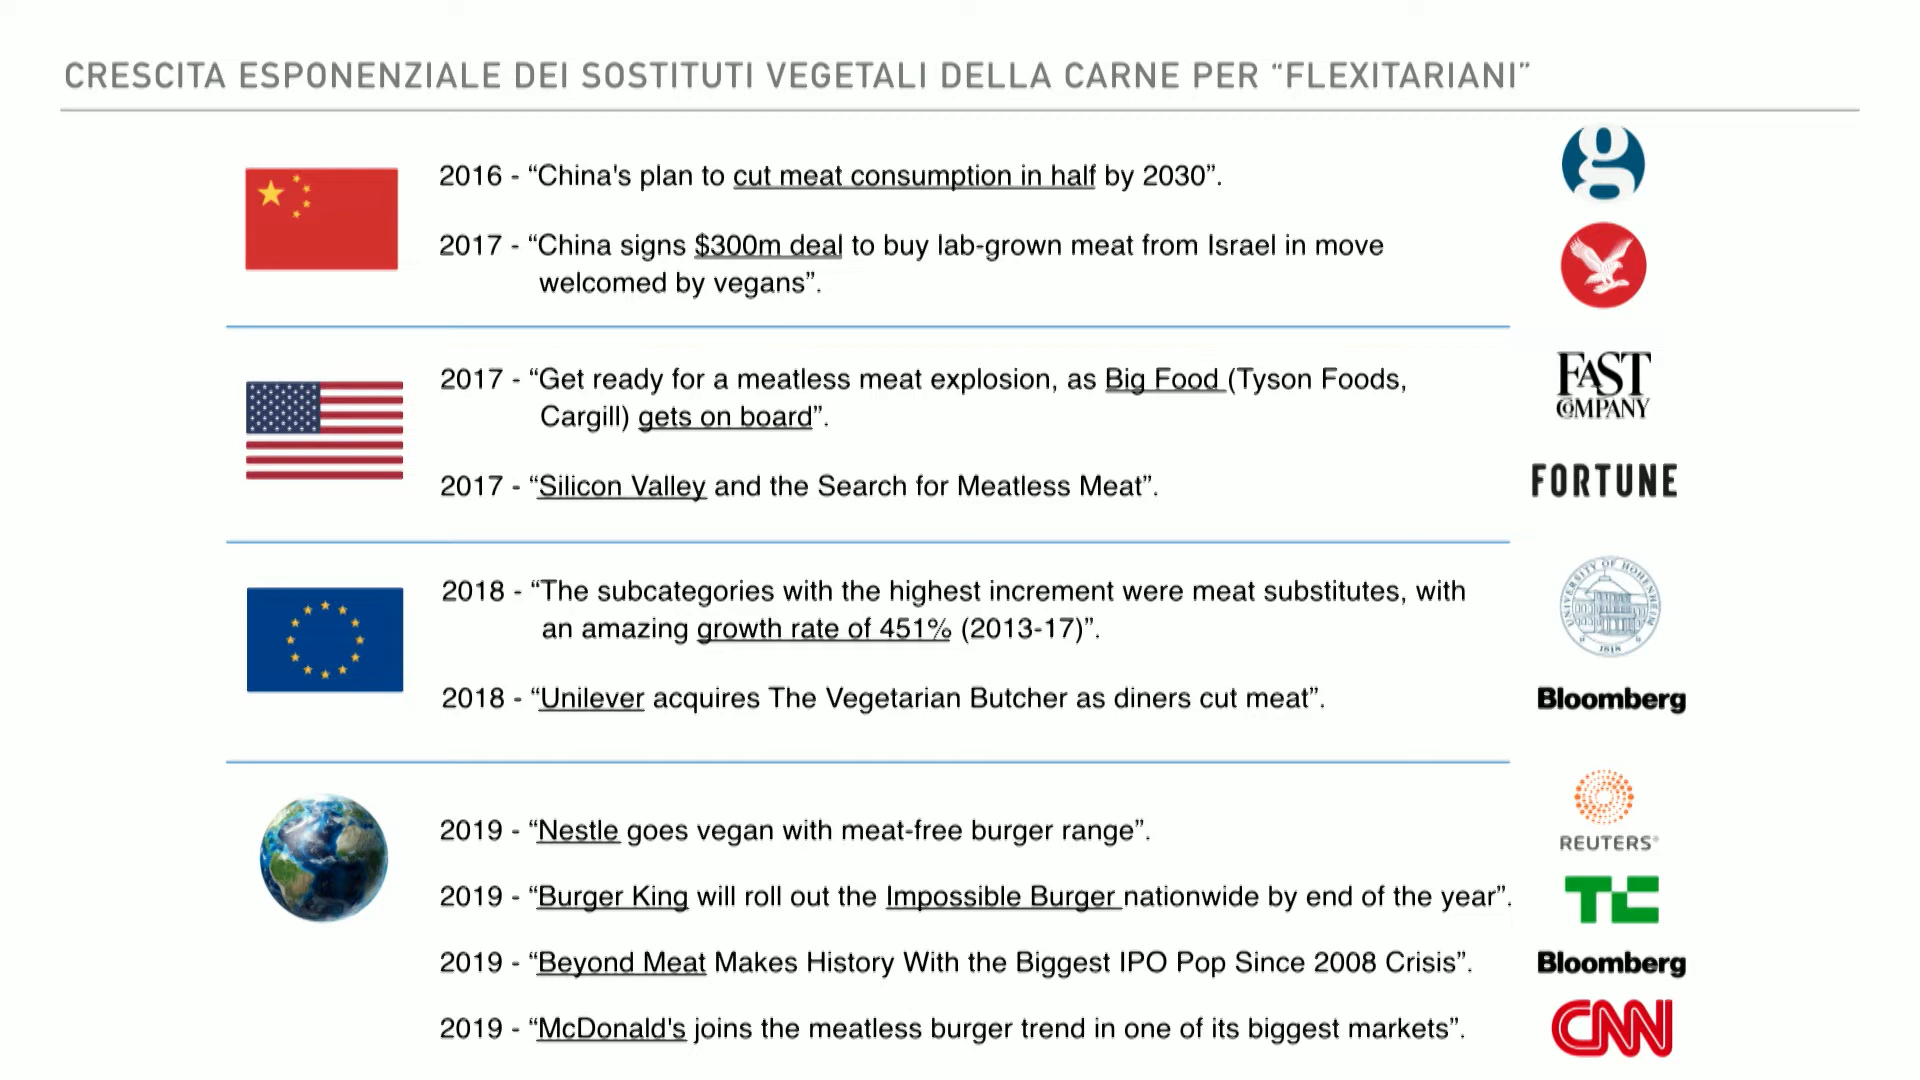 CRESCITA ESPONENZIALE DEI SOSTITUTI VEGETALI DELLA CARNE PER “FLEXITARIANI”
2016 - “China's plan to cut meat consumption in half by 2030”.
g
2017 - “China signs $300m deal to buy lab-grown meat from Israel in move
welcomed by vegans”.
2017 - “Get ready for a meatless meat explosion, as Big Food (Tyson Foods,
Cargill) gets on board”.
FAST
COMPANY
2017 - “Silicon Valley and the Search for Meatless Meat”.
FORTUNE
2018 - “The subcategories with the highest increment were meat substitutes, with
an amazing growth rate of 451% (2013-17)”.
UNIVERSITY OF HOHENHEIM
1818
2018 - “Unilever acquires The Vegetarian Butcher as diners cut meat”.
Bloomberg
2019 - “Nestle goes vegan with meat-free burger range”.
REUTERS®
2019 - “Burger King will roll out the Impossible Burger nationwide by end of the year”.
TC
2019 - “Beyond Meat Makes History With the Biggest IPO Pop Since 2008 Crisis”.
Bloomberg
2019 - “McDonald's joins the meatless burger trend in one of its biggest markets”.
CNN